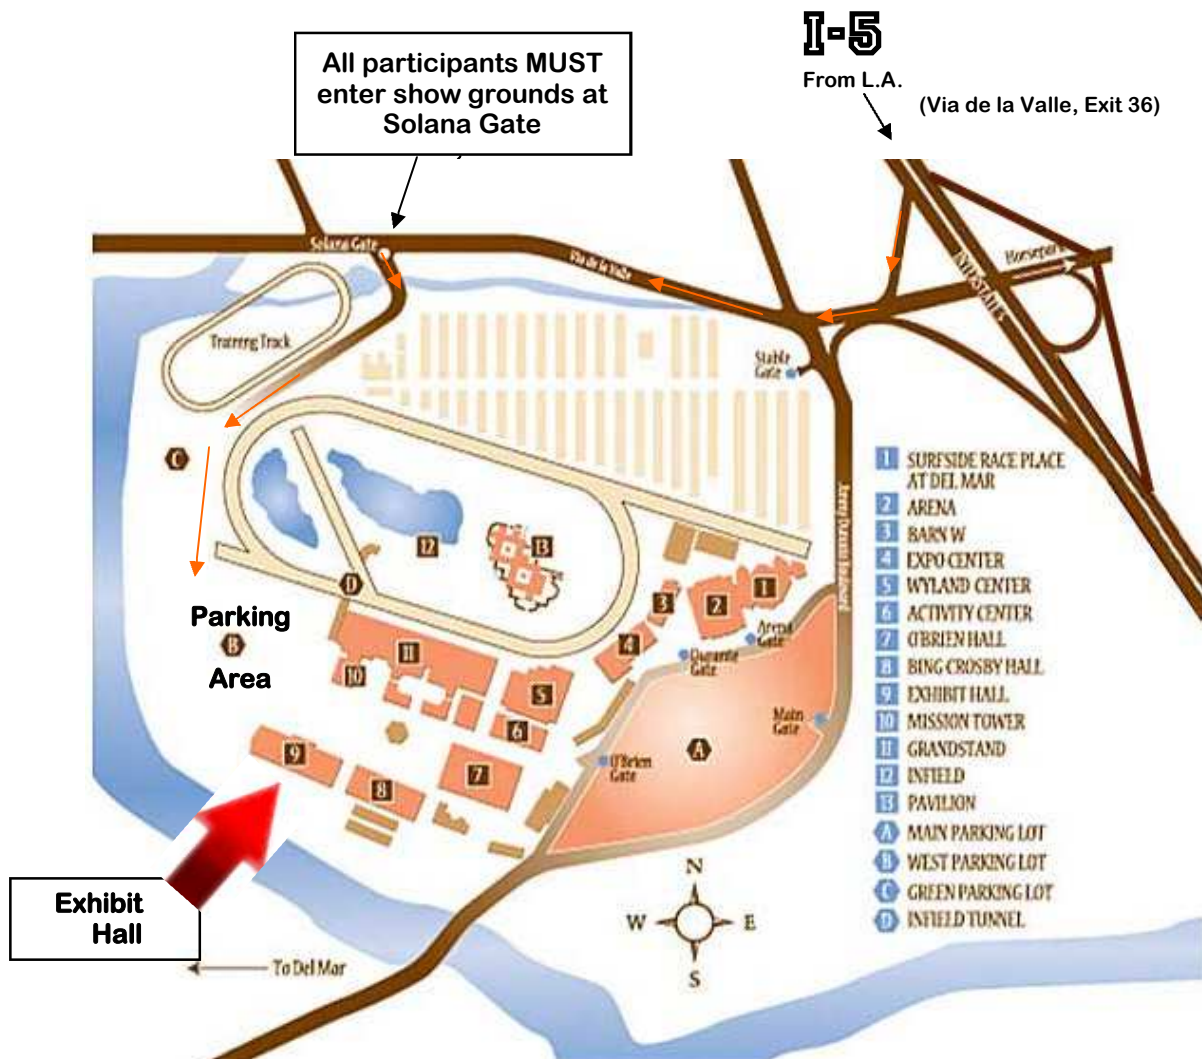 I-5
From L.A.
(Via de la Valle, Exit 36)
All participants MUST
enter show grounds at
Solana Gate
Solana Gate
Via de la Valle
Horsepark
INTERSTATE 5
Training Track
Stable
Gate
C
12
13
D
1
2
3
4
Arena
Gate
Durante
Gate
Parking
B
Area
11
10
5
6
Main
Gate
A
O'Brien
Gate
9
8
7
1 SURFSIDE RACE PLACE
AT DEL MAR
2 ARENA
3 BARN W
4 EXPO CENTER
5 WYLAND CENTER
6 ACTIVITY CENTER
7 O'BRIEN HALL
8 BING CROSBY HALL
9 EXHIBIT HALL
10 MISSION TOWER
11 GRANDSTAND
12 INFIELD
13 PAVILION
A MAIN PARKING LOT
B WEST PARKING LOT
C GREEN PARKING LOT
D INFIELD TUNNEL
N
W E
S
Exhibit
Hall
To Del Mar